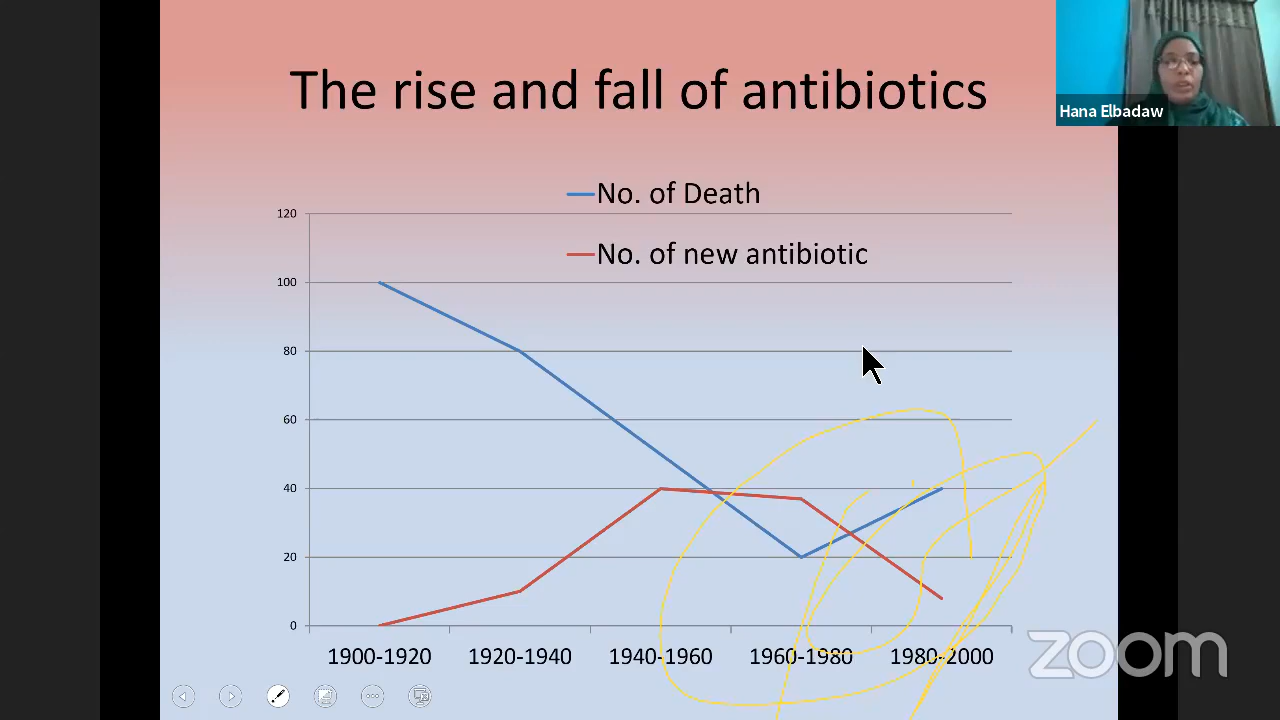 The rise and fall of antibiotics
Hana Elbadaw
No. of Death
120
No. of new antibiotic
100
80
60
40
20
0
1900-1920 1920-1940 1940-1960 1960-1980 1980-2000
zoom